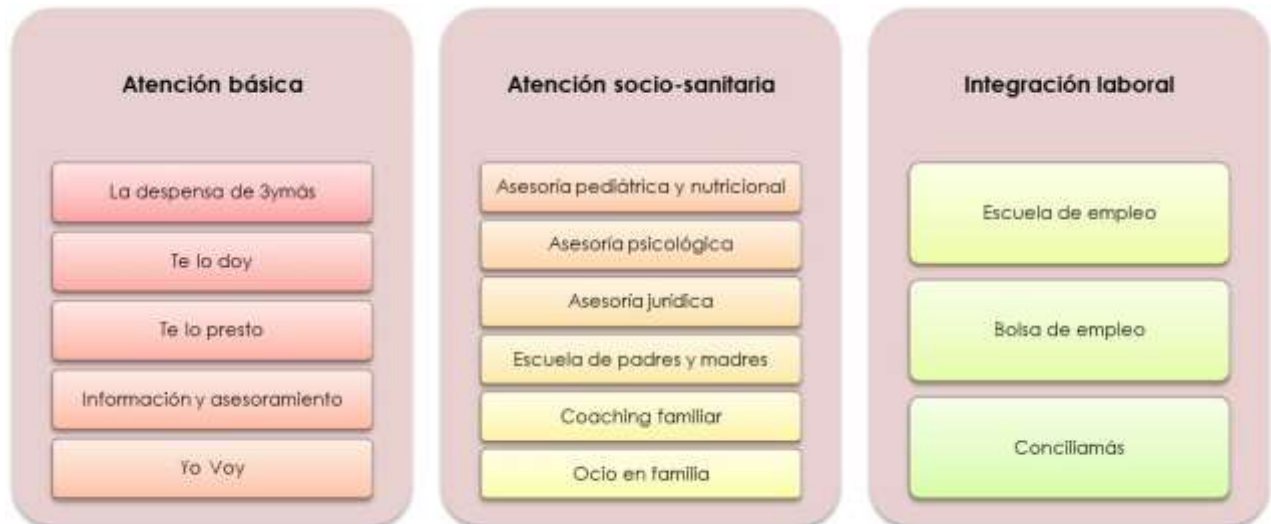 Atención básica
La despensa de 3ymás
Te lo doy
Te lo presto
Información y asesoramiento
Yo Voy
Atención socio-sanitaria
Asesoría pediátrica y nutricional
Asesoría psicológica
Asesoría jurídica
Escuela de padres y madres
Coaching familiar
Ocio en familia
Integración laboral
Escuela de empleo
Bolsa de empleo
Conciliamás